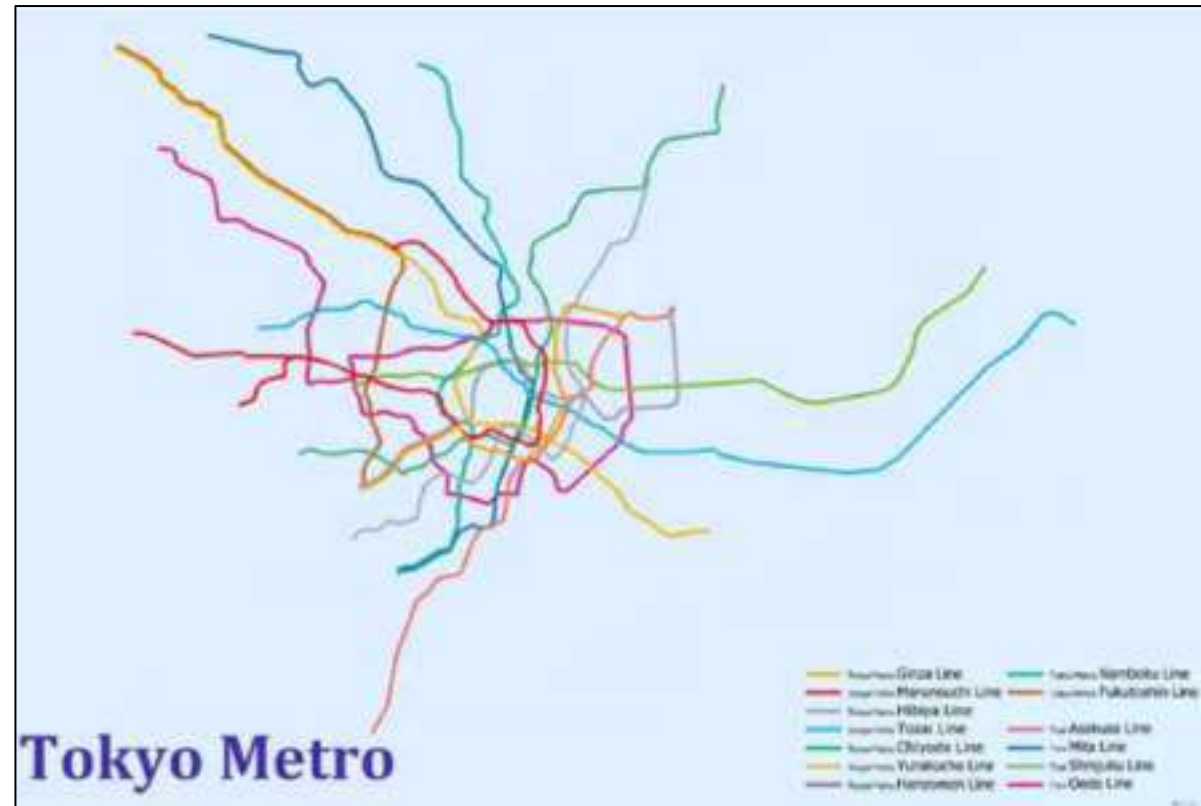 Tokyo Metro
Ginza Line
Marunouchi Line
Hibiya Line
Tozai Line
Chiyoda Line
Yurakucho Line
Hanzomon Line
Namboku Line
Fukutoshin Line
Asakusa Line
Mita Line
Shinjuku Line
Oedo Line